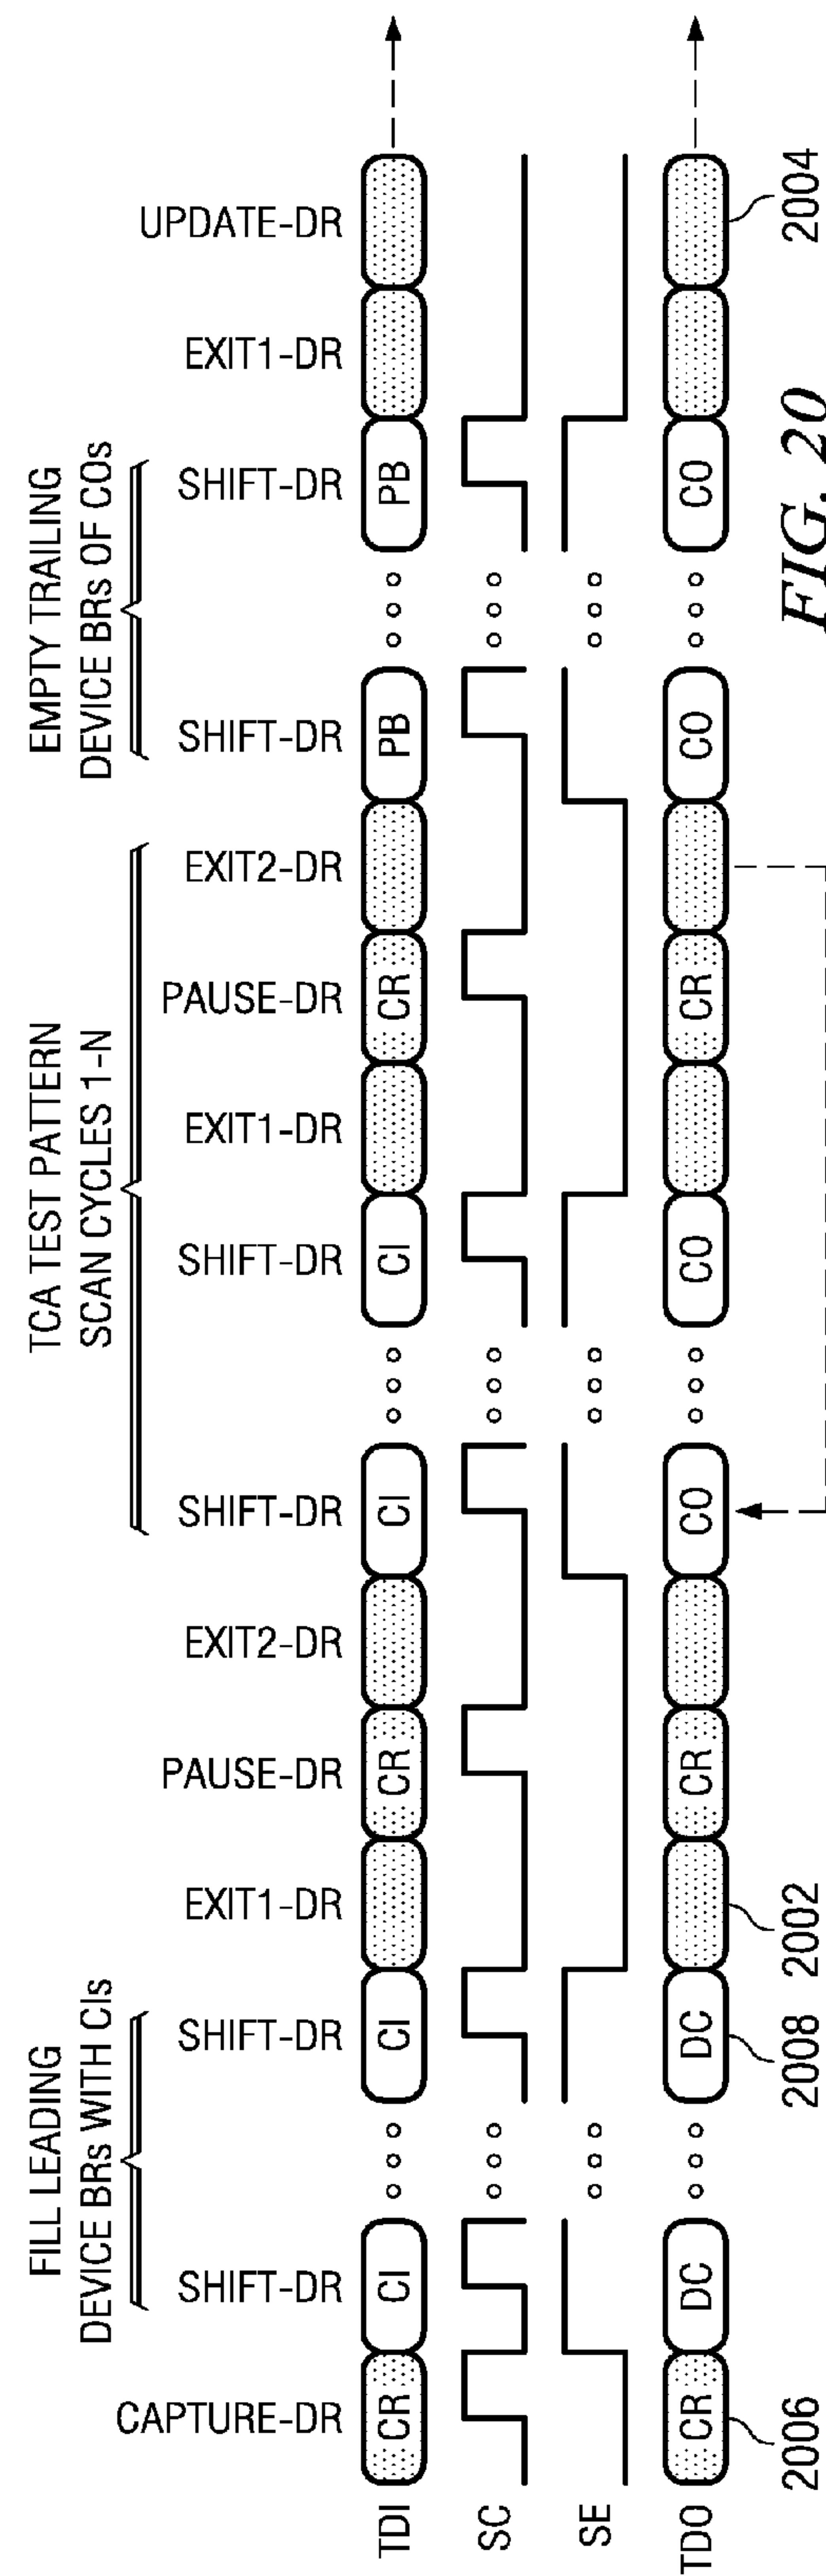 FILL LEADING
DEVICE BRs WITH CIs
TCA TEST PATTERN
SCAN CYCLES 1-N
EMPTY TRAILING
DEVICE BRs OF COs
CAPTURE-DR
SHIFT-DR
SHIFT-DR
EXIT1-DR
PAUSE-DR
EXIT2-DR
SHIFT-DR
SHIFT-DR
EXIT1-DR
PAUSE-DR
EXIT2-DR
SHIFT-DR
SHIFT-DR
EXIT1-DR
UPDATE-DR
TDI
CR
CI
CI
CR
CI
CI
CR
PB
PB
SC
SE
TDO
CR
DC
DC
CR
CO
CO
CR
CO
CO
2006
2008
2002
2004
FIG. 20